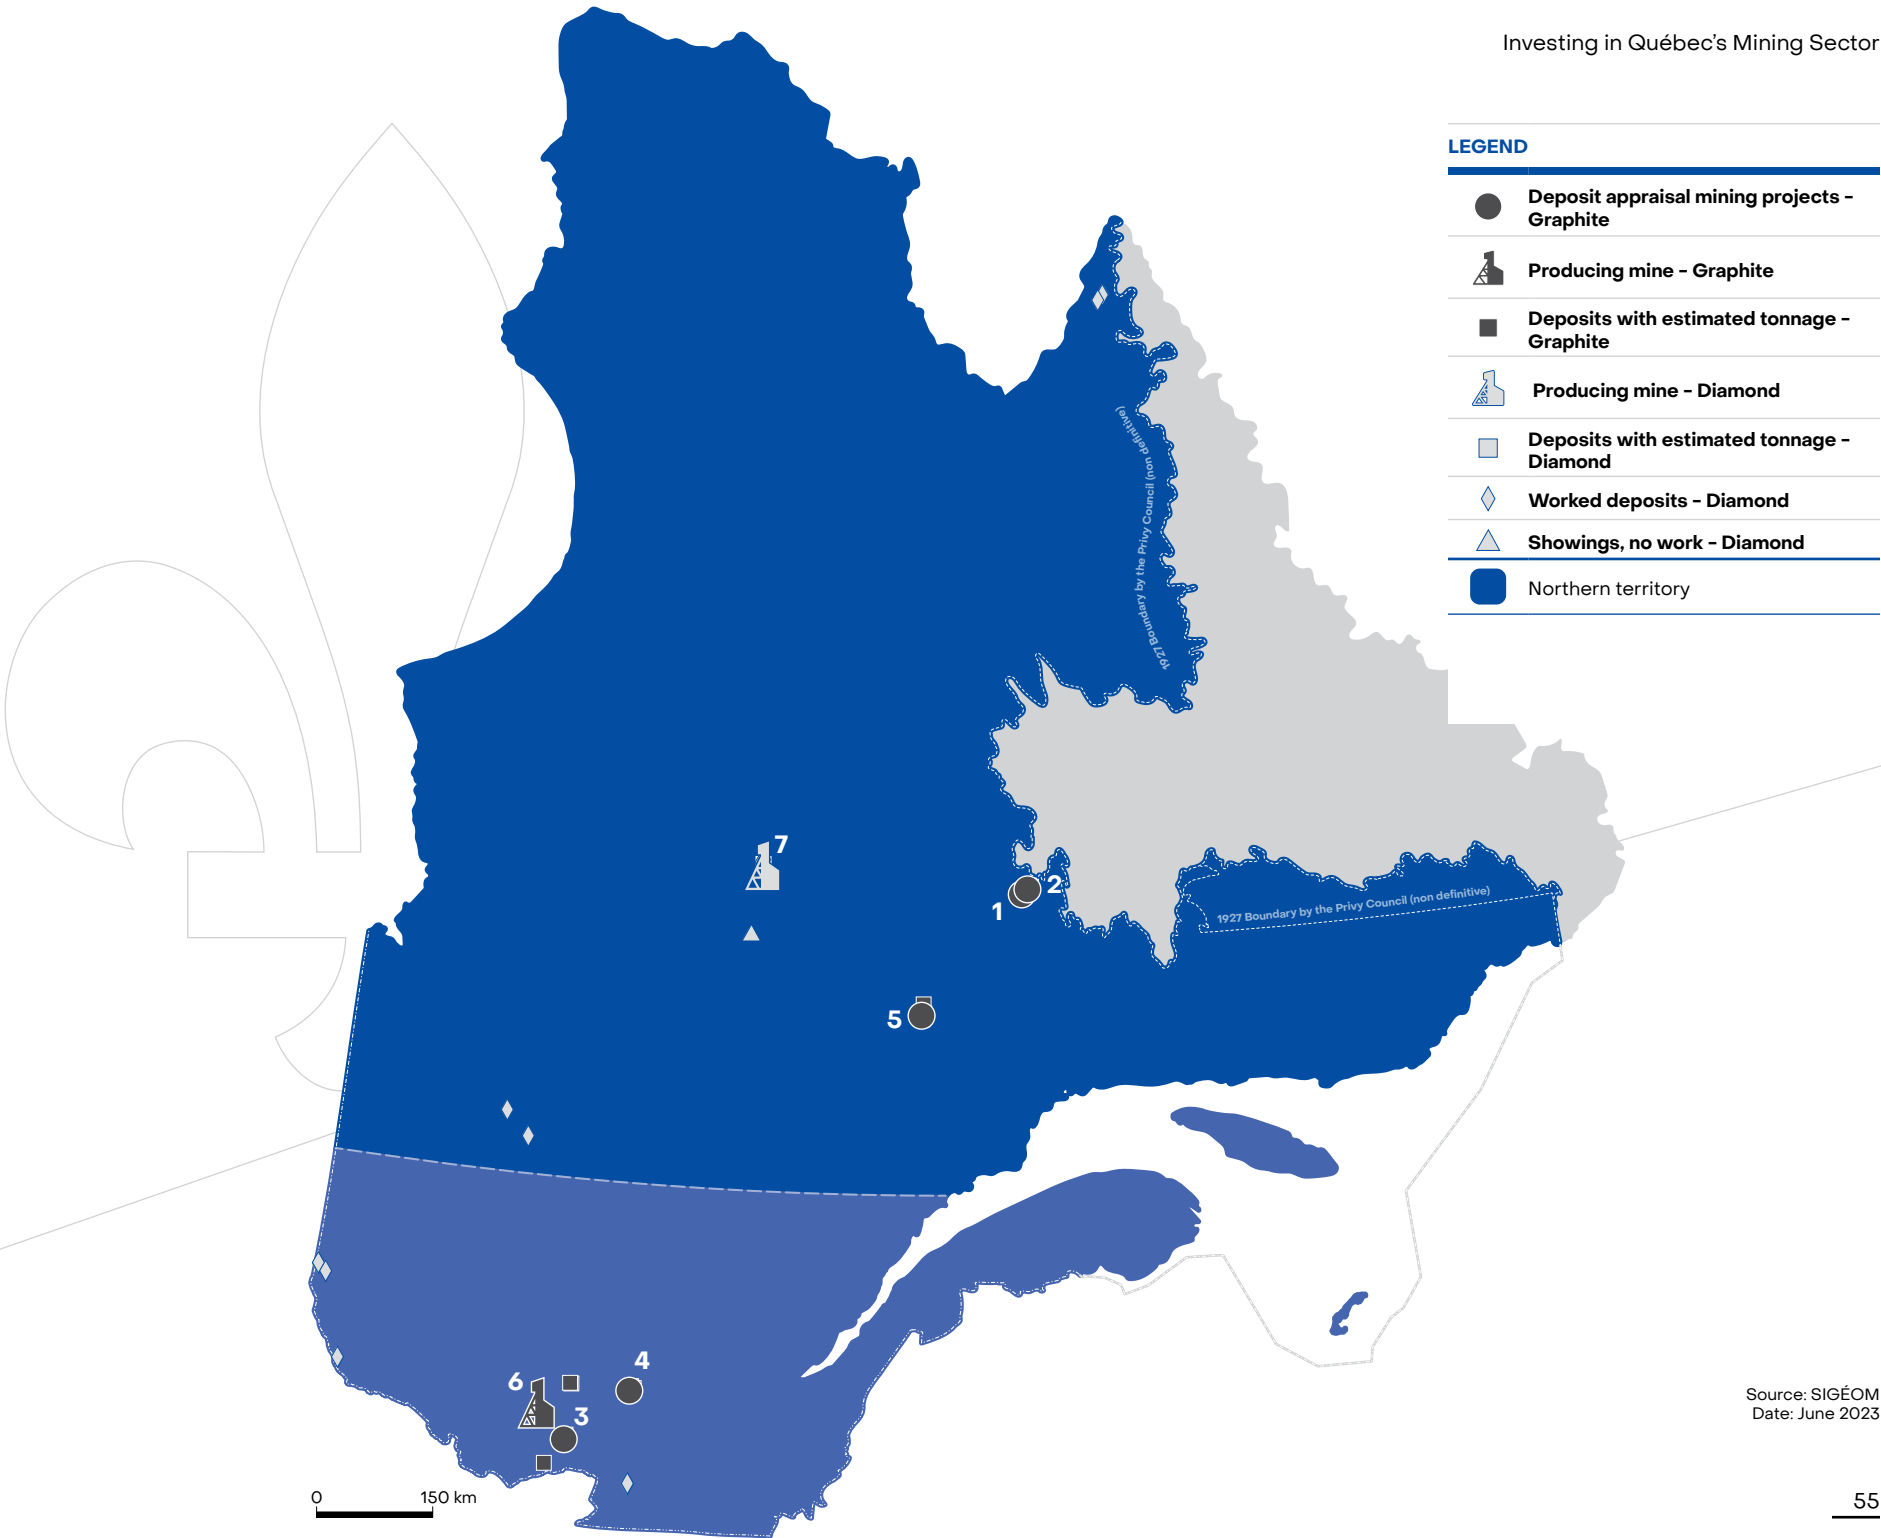 Investing in Québec's Mining Sector
LEGEND
Deposit appraisal mining projects –
Graphite
Producing mine – Graphite
Deposits with estimated tonnage –
Graphite
Producing mine – Diamond
Deposits with estimated tonnage –
Diamond
Worked deposits – Diamond
Showings, no work – Diamond
Northern territory
1927 Boundary by the Privy Council (non definitive)
7
2
1
1927 Boundary by the Privy Council (non definitive)
5
4
6
3
Source: SIGÉOM
Date: June 2023
0 150 km
55